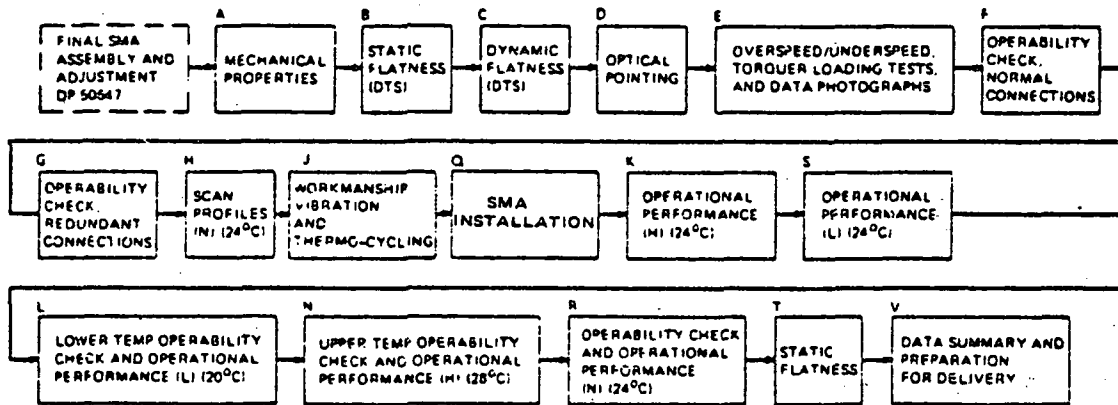 A
B
C
D
E
F
FINAL SMA
ASSEMBLY AND
ADJUSTMENT
DP 50547
MECHANICAL
PROPERTIES
STATIC
FLATNESS
(DTS)
DYNAMIC
FLATNESS
(DTS)
OPTICAL
POINTING
OVERSPEED/UNDERSPEED,
TORQUER LOADING TESTS,
AND DATA PHOTOGRAPHS
OPERABILITY
CHECK,
NORMAL
CONNECTIONS
G
H
J
Q
K
S
OPERABILITY
CHECK,
REDUNDANT
CONNECTIONS
SCAN
PROFILES
(N) (24°C)
WORKMANSHIP
VIBRATION
AND
THERMO-CYCLING
SMA
INSTALLATION
OPERATIONAL
PERFORMANCE
(H) (24°C)
OPERATIONAL
PERFORMANCE
(L) (24°C)
L
N
R
T
V
LOWER TEMP OPERABILITY
CHECK AND OPERATIONAL
PERFORMANCE (L) (20°C)
UPPER TEMP OPERABILITY
CHECK AND OPERATIONAL
PERFORMANCE (H) (28°C)
OPERABILITY CHECK
AND OPERATIONAL
PERFORMANCE
(N) (24°C)
STATIC
FLATNESS
DATA SUMMARY AND
PREPARATION
FOR DELIVERY